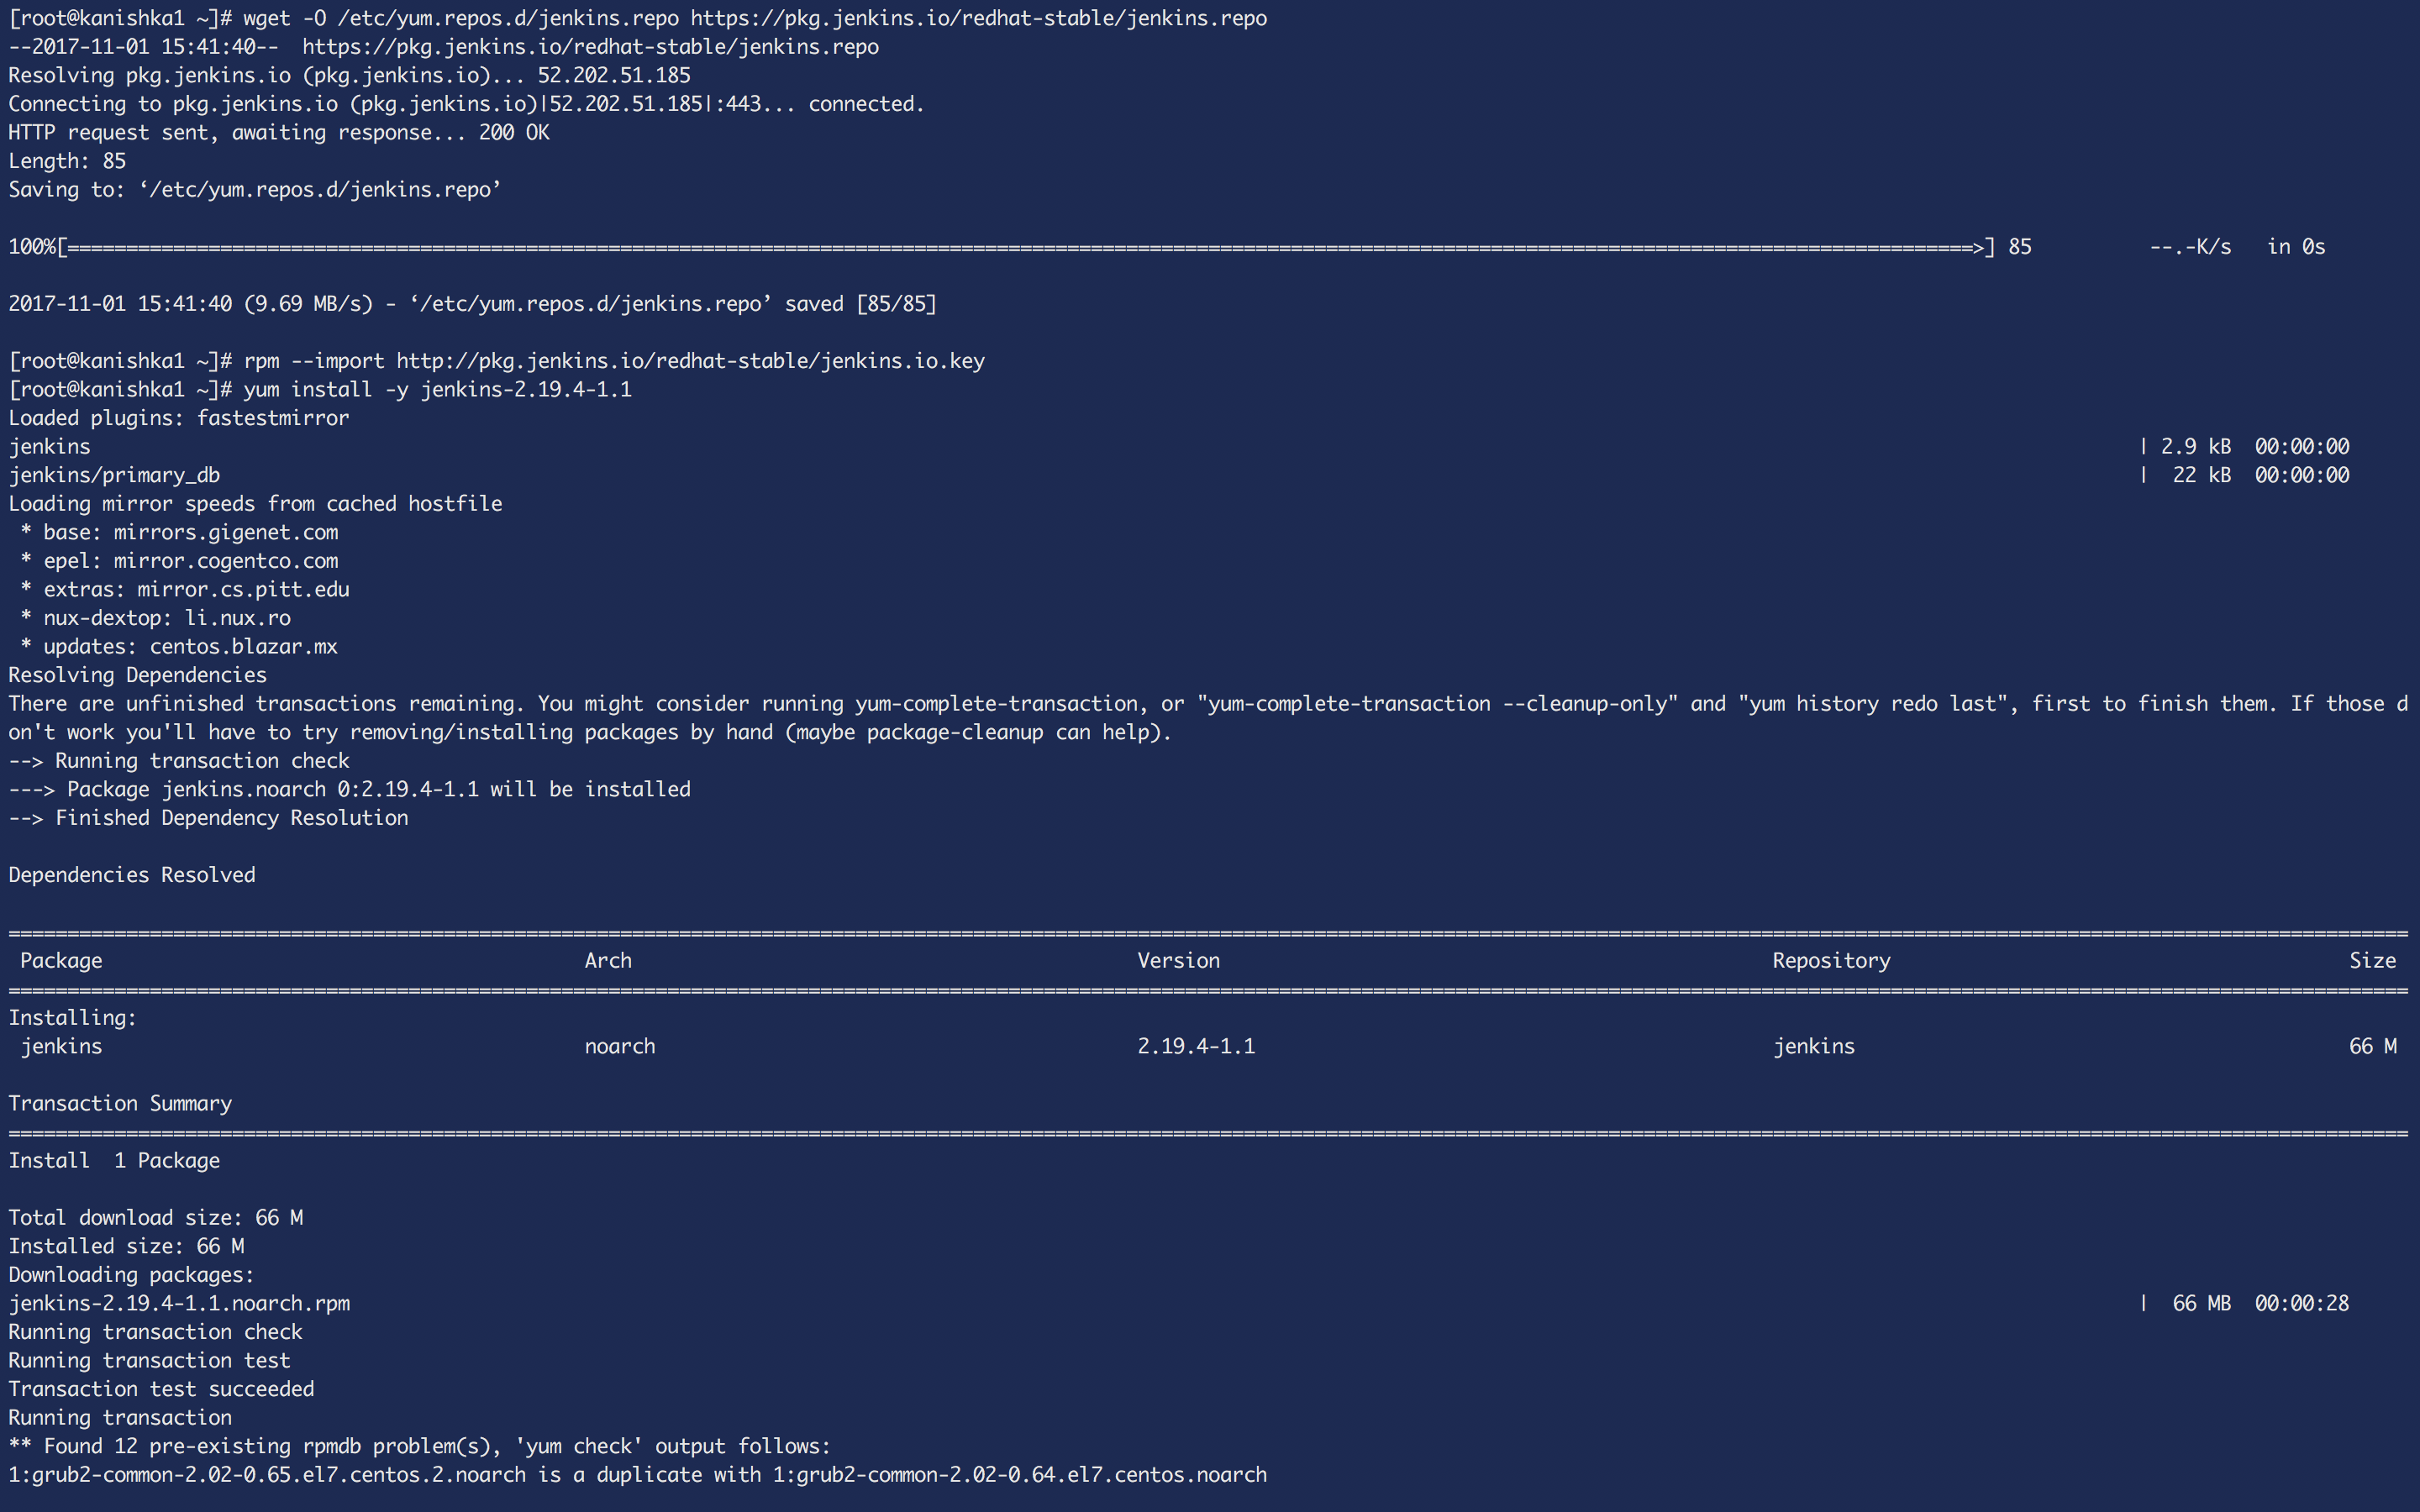 [root@kanishka1 ~]# wget -O /etc/yum.repos.d/jenkins.repo https://pkg.jenkins.io/redhat-stable/jenkins.repo
--2017-11-01 15:41:40--  https://pkg.jenkins.io/redhat-stable/jenkins.repo
Resolving pkg.jenkins.io (pkg.jenkins.io)... 52.202.51.185
Connecting to pkg.jenkins.io (pkg.jenkins.io)|52.202.51.185|:443... connected.
HTTP request sent, awaiting response... 200 OK
Length: 85
Saving to: ‘/etc/yum.repos.d/jenkins.repo’
100%[==================================================================================================================================================================>] 85          --.-K/s   in 0s
2017-11-01 15:41:40 (9.69 MB/s) - ‘/etc/yum.repos.d/jenkins.repo’ saved [85/85]
[root@kanishka1 ~]# rpm --import http://pkg.jenkins.io/redhat-stable/jenkins.io.key
[root@kanishka1 ~]# yum install -y jenkins-2.19.4-1.1
Loaded plugins: fastestmirror
jenkins | 2.9 kB  00:00:00
jenkins/primary_db |  22 kB  00:00:00
Loading mirror speeds from cached hostfile
 * base: mirrors.gigenet.com
 * epel: mirror.cogentco.com
 * extras: mirror.cs.pitt.edu
 * nux-dextop: li.nux.ro
 * updates: centos.blazar.mx
Resolving Dependencies
There are unfinished transactions remaining. You might consider running yum-complete-transaction, or "yum-complete-transaction --cleanup-only" and "yum history redo last", first to finish them. If those d
on't work you'll have to try removing/installing packages by hand (maybe package-cleanup can help).
--> Running transaction check
---> Package jenkins.noarch 0:2.19.4-1.1 will be installed
--> Finished Dependency Resolution
Dependencies Resolved
Package Arch Version Repository Size
Installing:
 jenkins noarch 2.19.4-1.1 jenkins 66 M
Transaction Summary
Install  1 Package
Total download size: 66 M
Installed size: 66 M
Downloading packages:
jenkins-2.19.4-1.1.noarch.rpm |  66 MB  00:00:28
Running transaction check
Running transaction test
Transaction test succeeded
Running transaction
** Found 12 pre-existing rpmdb problem(s), 'yum check' output follows:
1:grub2-common-2.02-0.65.el7.centos.2.noarch is a duplicate with 1:grub2-common-2.02-0.64.el7.centos.noarch